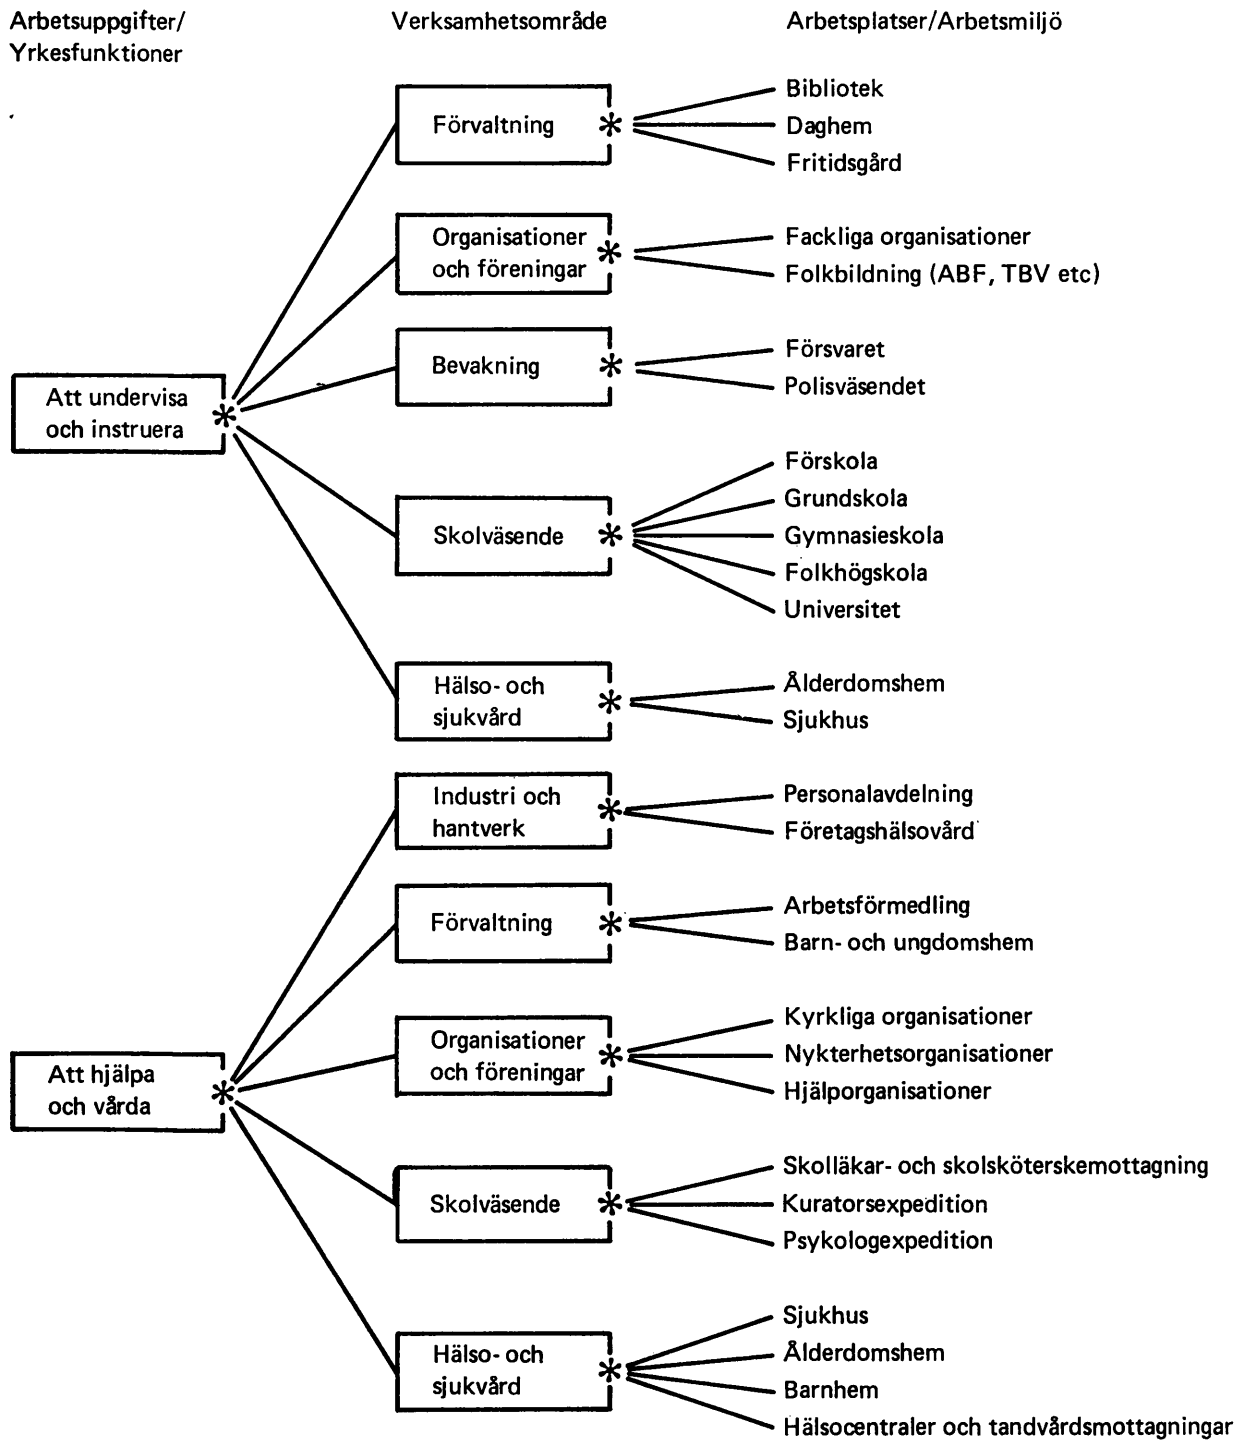 Arbetsuppgifter/
Yrkesfunktioner
Verksamhetsområde
Arbetsplatser/Arbetsmiljö
Att undervisa
och instruera
Förvaltning
Bibliotek
Daghem
Fritidsgård
Organisationer
och föreningar
Fackliga organisationer
Folkbildning (ABF, TBV etc)
Bevakning
Försvaret
Polisväsendet
Skolväsende
Förskola
Grundskola
Gymnasieskola
Folkhögskola
Universitet
Hälso- och
sjukvård
Ålderdomshem
Sjukhus
Att hjälpa
och vårda
Industri och
hantverk
Personalavdelning
Företagshälsovård
Förvaltning
Arbetsförmedling
Barn- och ungdomshem
Organisationer
och föreningar
Kyrkliga organisationer
Nykterhetsorganisationer
Hjälporganisationer
Skolväsende
Skolläkar- och skolsköterskemottagning
Kuratorsexpedition
Psykologexpedition
Hälso- och
sjukvård
Sjukhus
Ålderdomshem
Barnhem
Hälsocentraler och tandvårdsmottagningar